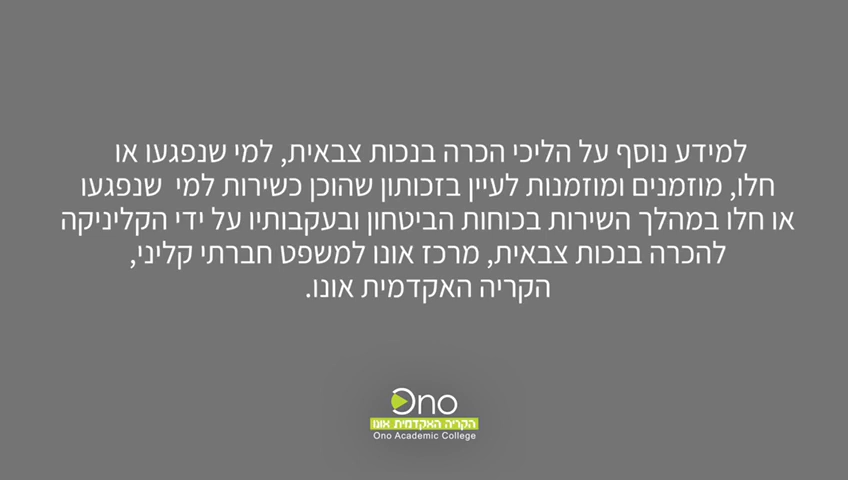 למידע נוסף על הליכי הכרה בנכות צבאית, למי שנפגעו או
חלו, מוזמנים ומוזמנות לעיין בזכותון שהוכן כשירות למי  שנפגעו
או חלו במהלך השירות בכוחות הביטחון ובעקבותיו על ידי הקליניקה
להכרה בנכות צבאית, מרכז אונו למשפט חברתי קליני,
הקריה האקדמית אונו.
Ono
הקריה האקדמית אונו
Ono Academic College